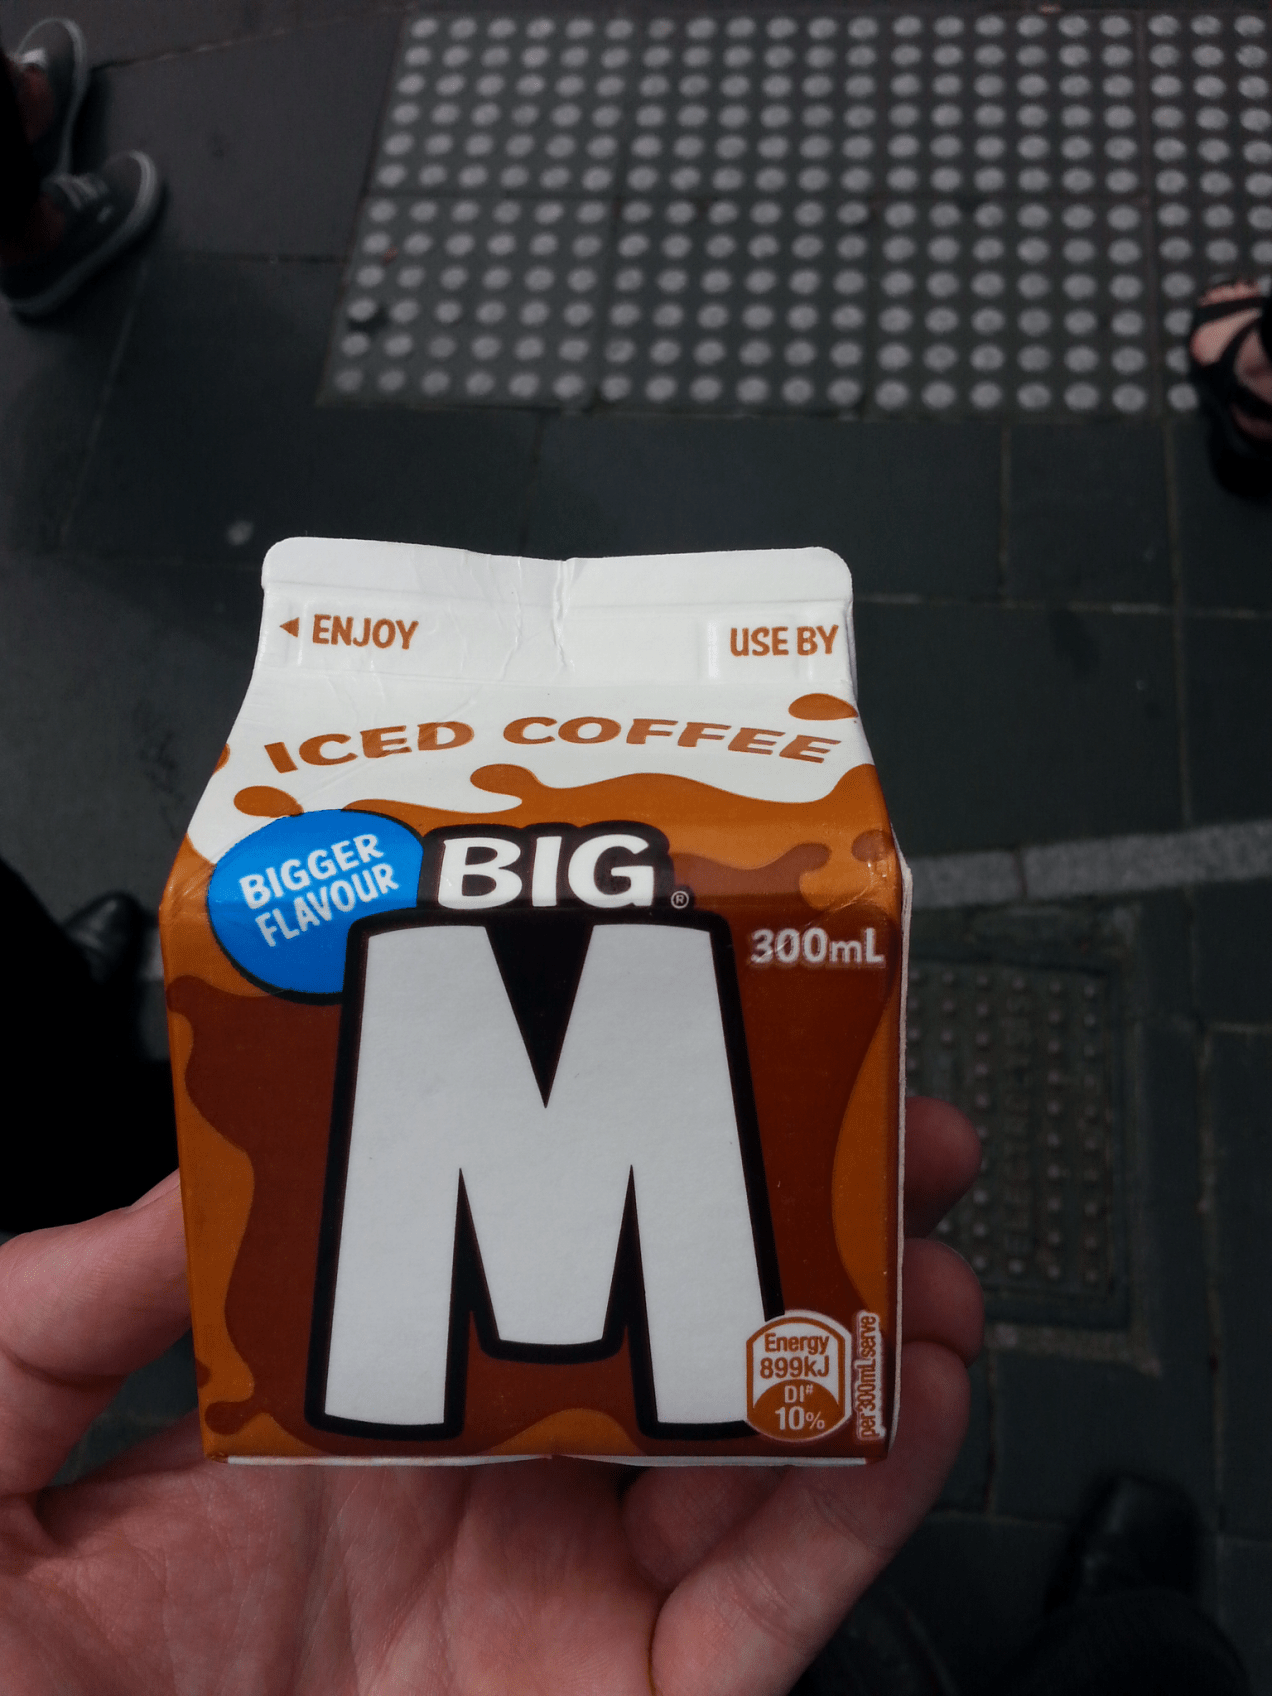 ◀ ENJOY
USE BY
ICED COFFEE
BIGGER
FLAVOUR
BIG
®
M
300mL
Energy
899kJ
DI#
10%
per 300mL serve